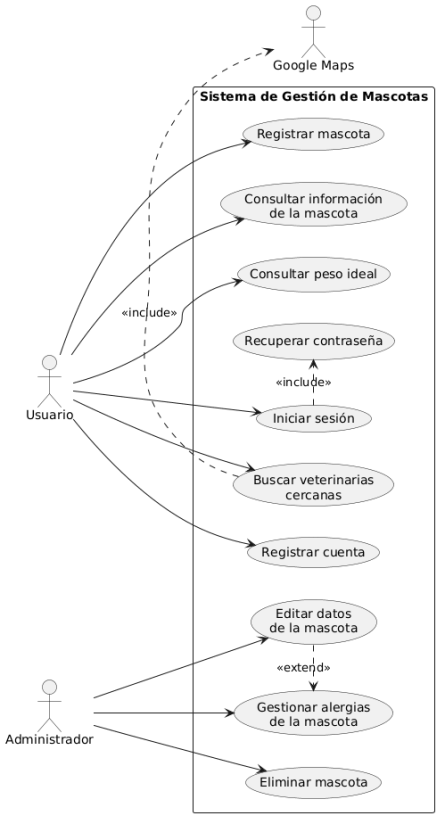 Google Maps
Sistema de Gestión de Mascotas
Registrar mascota
Consultar información
de la mascota
Consultar peso ideal
«include»
Recuperar contraseña
«include»
Usuario
Iniciar sesión
Buscar veterinarias
cercanas
Registrar cuenta
Editar datos
de la mascota
«extend»
Gestionar alergias
de la mascota
Administrador
Eliminar mascota